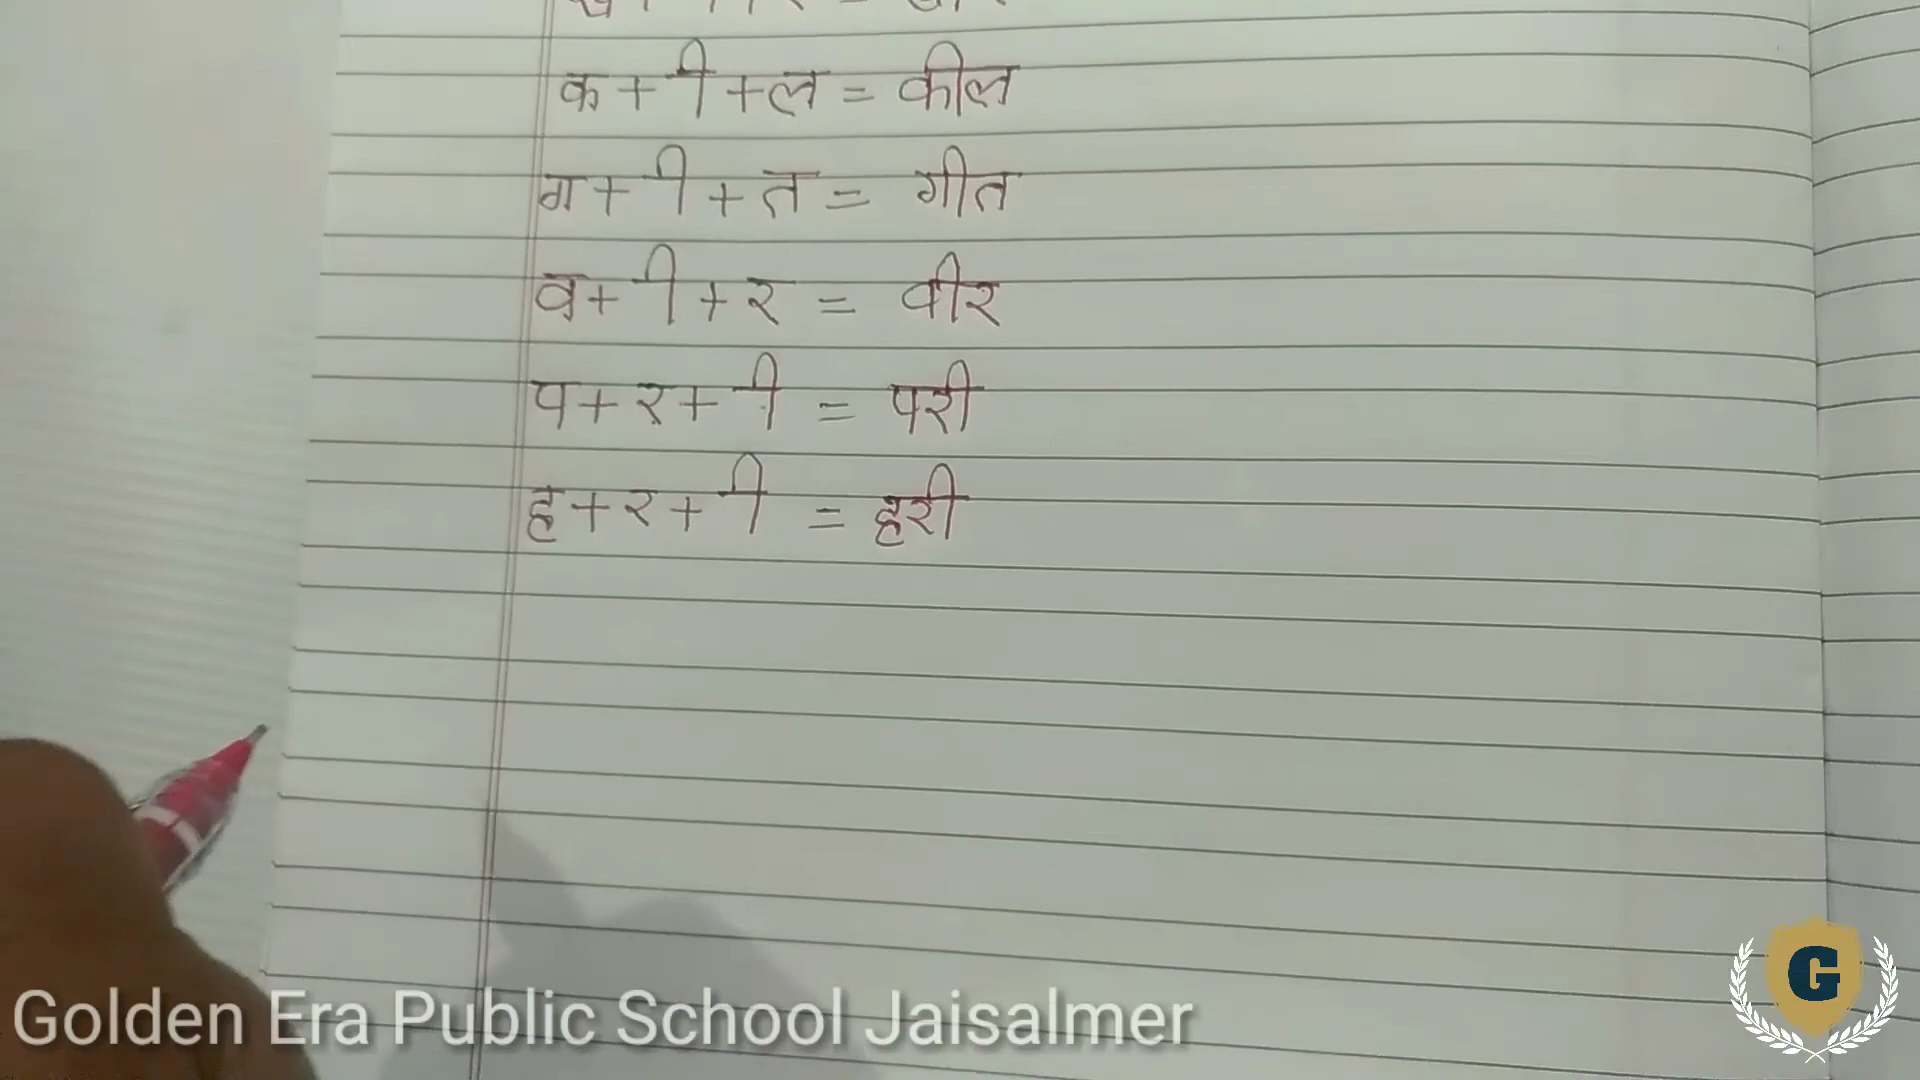 क + ी + ल = कील
ग + ी + त = गीत
व + ी + र = वीर
प + र + ी = परी
ह + र + ी = हरी
Golden Era Public School Jaisalmer
G